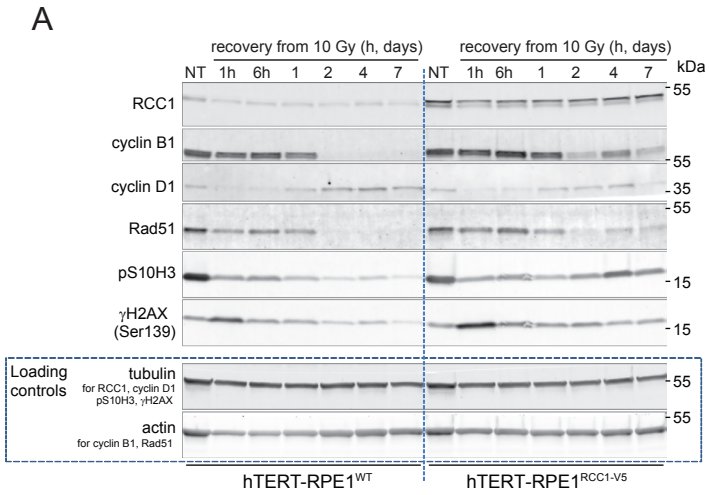 A
recovery from 10 Gy (h, days) recovery from 10 Gy (h, days)
NT 1h 6h 1 2 4 7 NT 1h 6h 1 2 4 7 kDa
RCC1 55
cyclin B1 55
cyclin D1 35
55
Rad51
pS10H3 15
γH2AX
(Ser139) 15
Loading
controls
tubulin
for RCC1, cyclin D1
pS10H3, γH2AX
55
actin
for cyclin B1, Rad51
55
hTERT-RPE1WT hTERT-RPE1RCC1-V5